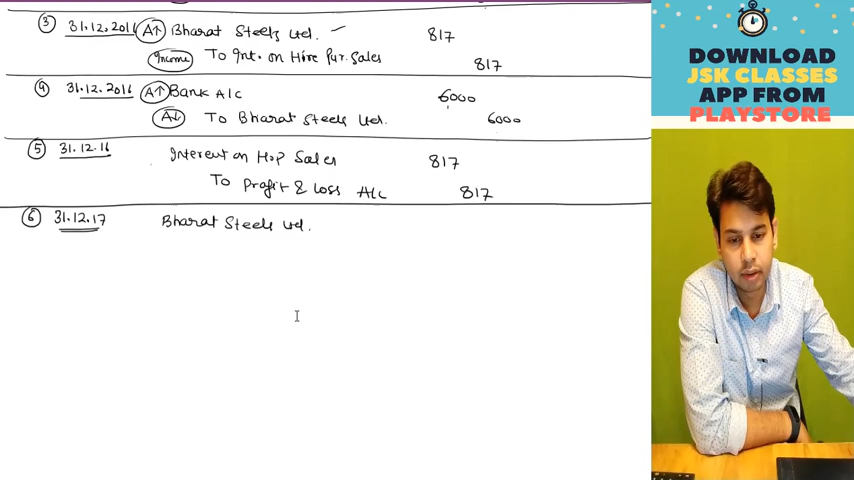 ③ 31.12.2016 A↑ Bharat Steels Ltd. 817
Income To Int. on Hire Pur. Sales 817
④ 31.12.2016 A↑ Bank A/c 6000
A↓ To Bharat Steels Ltd. 6000
⑤ 31.12.16 Interest on H.P Sales 817
To Profit & Loss A/c 817
⑥ 31.12.17 Bharat Steels Ltd.
DOWNLOAD
JSK CLASSES
APP FROM
PLAYSTORE